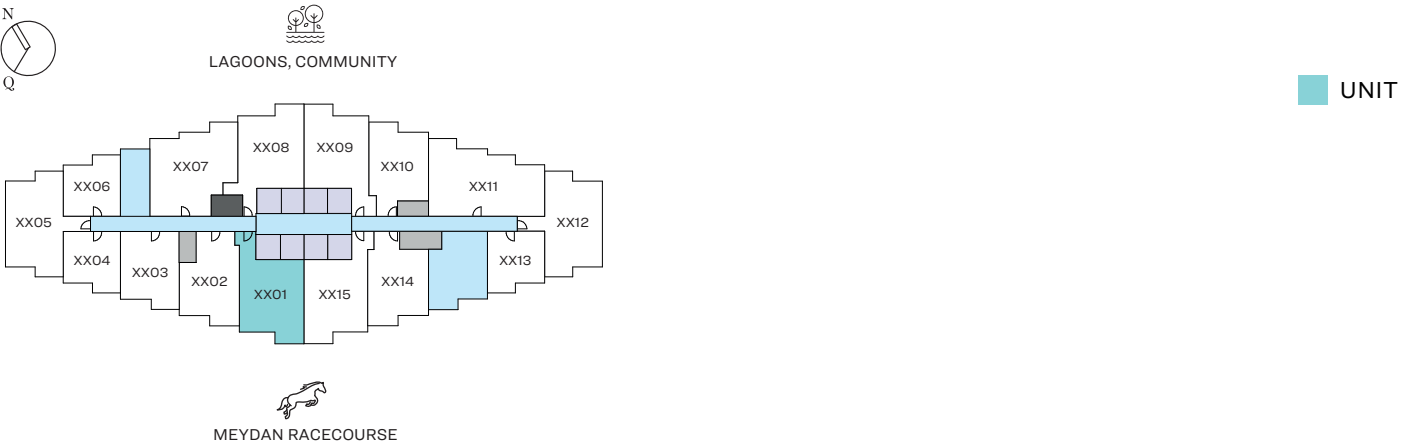 N
Q
LAGOONS, COMMUNITY
UNIT
XX08
XX09
XX07
XX10
XX06
XX11
XX05
XX12
XX04
XX03
XX02
XX01
XX15
XX14
XX13
MEYDAN RACECOURSE